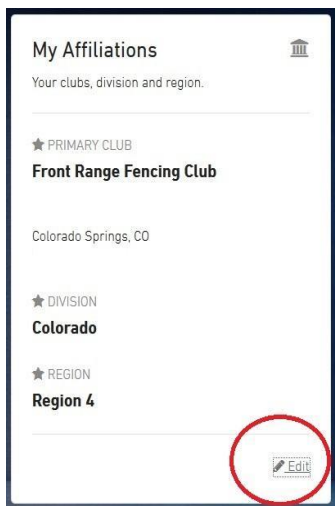 My Affiliations
Your clubs, division and region.
PRIMARY CLUB
Front Range Fencing Club
Colorado Springs, CO
DIVISION
Colorado
REGION
Region 4
Edit